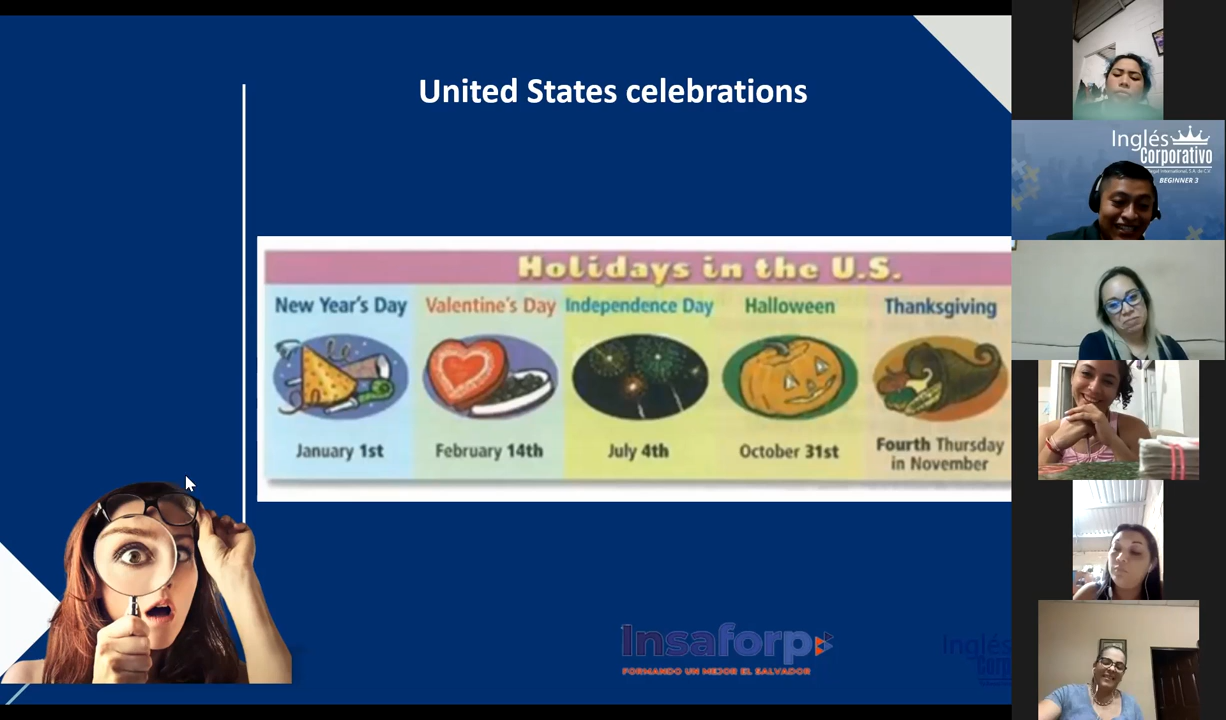 United States celebrations
Holidays in the U.S.
New Year's Day
January 1st
Valentine's Day
February 14th
Independence Day
July 4th
Halloween
October 31st
Thanksgiving
Fourth Thursday
in November
Insaforp
FORMANDO UN MEJOR EL SALVADOR
Inglés
Inglés
Corporativo
BEGINNER 3